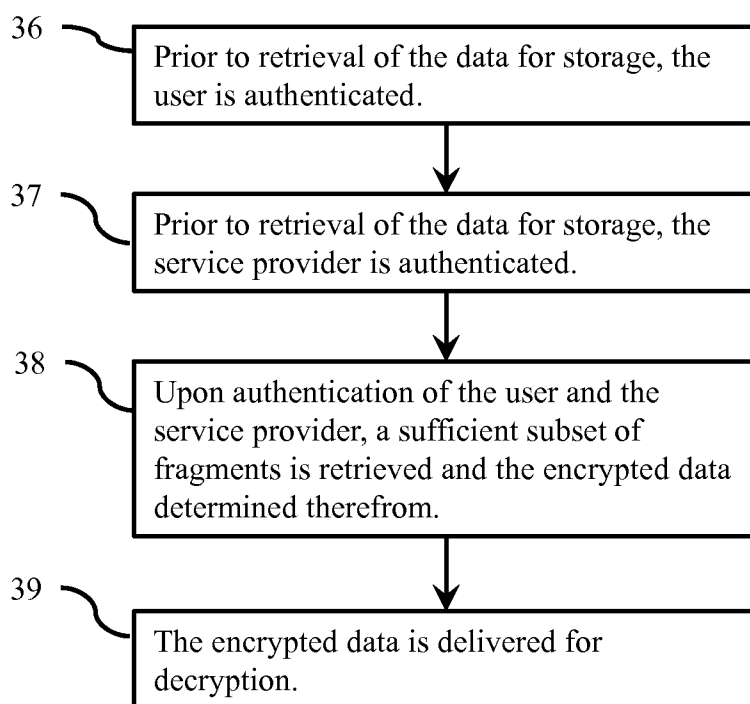 36
Prior to retrieval of the data for storage, the
user is authenticated.
37
Prior to retrieval of the data for storage, the
service provider is authenticated.
38
Upon authentication of the user and the
service provider, a sufficient subset of
fragments is retrieved and the encrypted data
determined therefrom.
39
The encrypted data is delivered for
decryption.